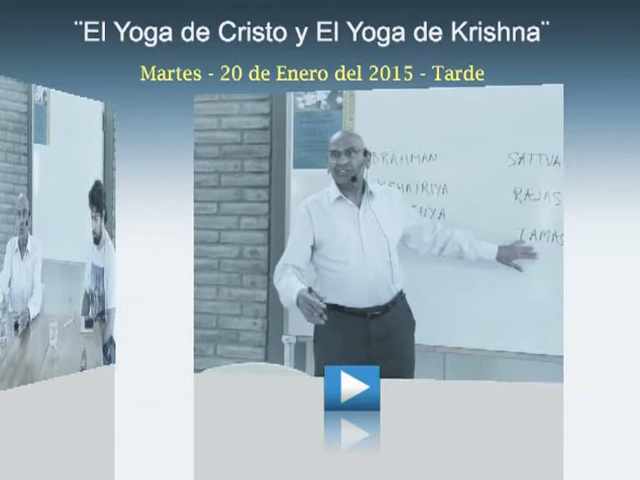 ¨El Yoga de Cristo y El Yoga de Krishna¨
Martes - 20 de Enero del 2015 - Tarde
BRAHMAN SATTVA
RAJAS
TAMAS